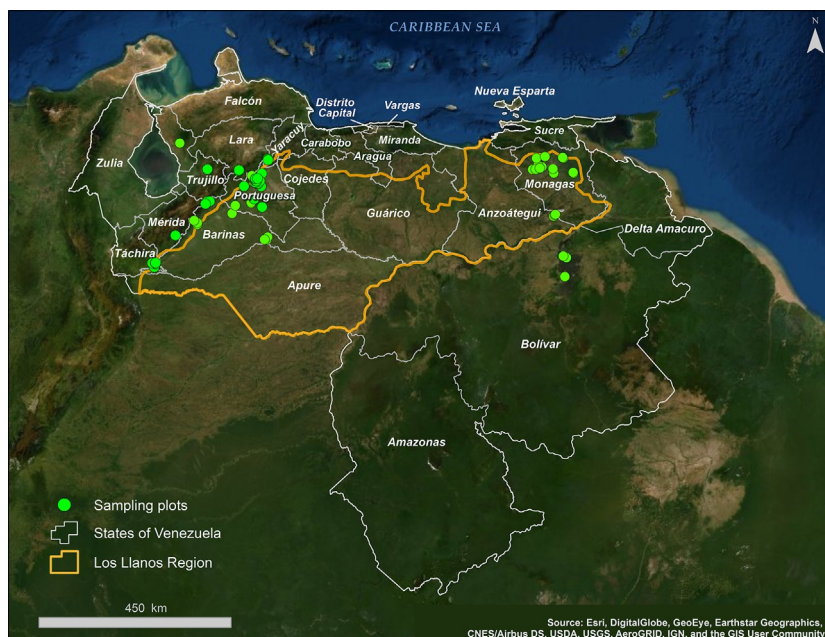 CARIBBEAN SEA
N
Nueva Esparta
Falcón
Distrito
Capital
Vargas
Sucre
Lara
Yaracuy
Carabobo
Miranda
Aragua
Zulia
Trujillo
Cojedes
Monagas
Portuguesa
Guárico
Anzoátegui
Mérida
Barinas
Delta Amacuro
Táchira
Apure
Bolívar
Amazonas
Sampling plots
States of Venezuela
Los Llanos Region
450 km
Source: Esri, DigitalGlobe, GeoEye, Earthstar Geographics,
CNES/Airbus DS, USDA, USGS, AeroGRID, IGN, and the GIS User Community